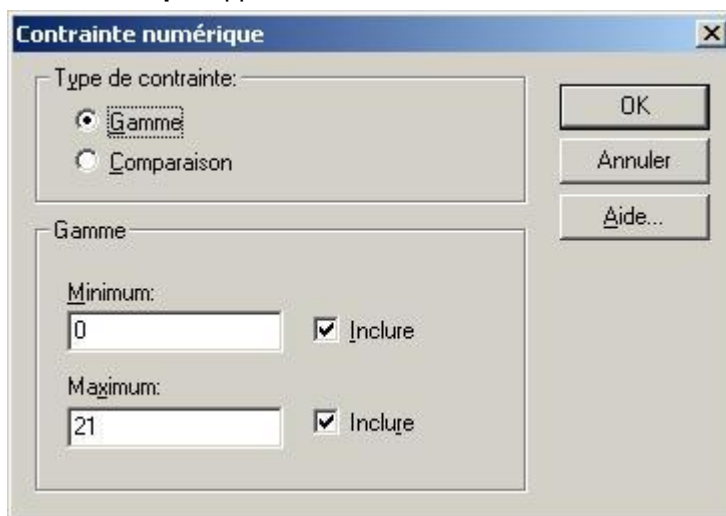 Contrainte numérique
Type de contrainte:
Gamme
Comparaison
OK
Annuler
Aide...
Gamme
Minimum:
0
Inclure
Maximum:
21
Inclure